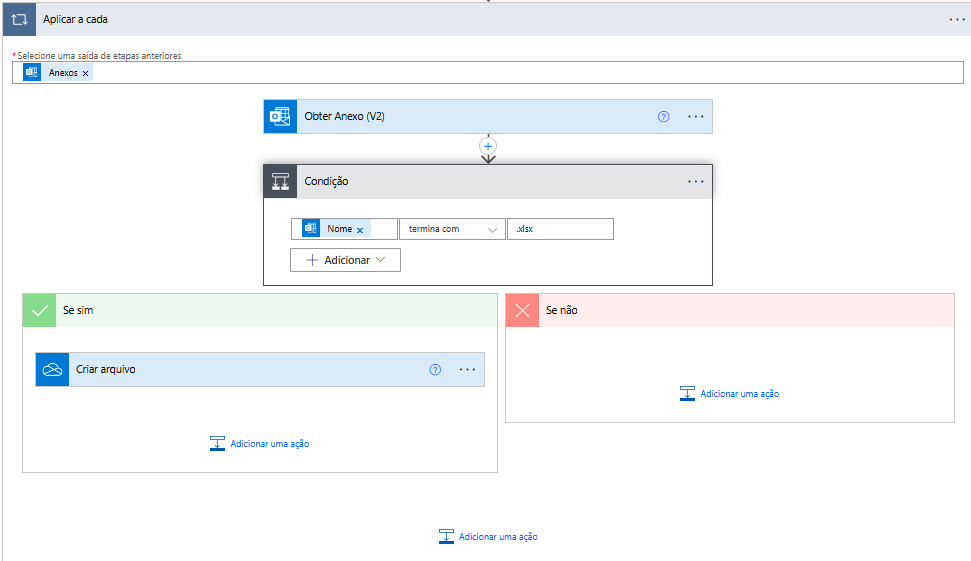 Aplicar a cada
* Selecione uma saída de etapas anteriores
Anexos x
Obter Anexo (V2)
Condição
Nome x
termina com
.xlsx
Adicionar
Se sim
Se não
Criar arquivo
Adicionar uma ação
Adicionar uma ação
Adicionar uma ação